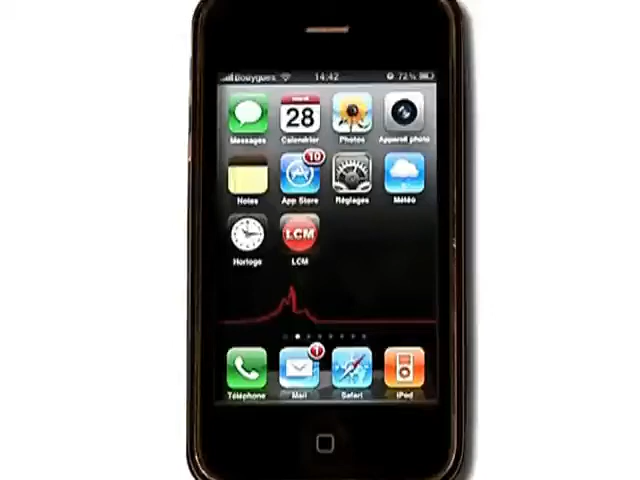 Bouygues 14:42 72 %
28
Messages Calendrier Photos Appareil photo
10
Notes App Store Réglages Météo
LCM
Horloge LCM
1
Téléphone Mail Safari iPod